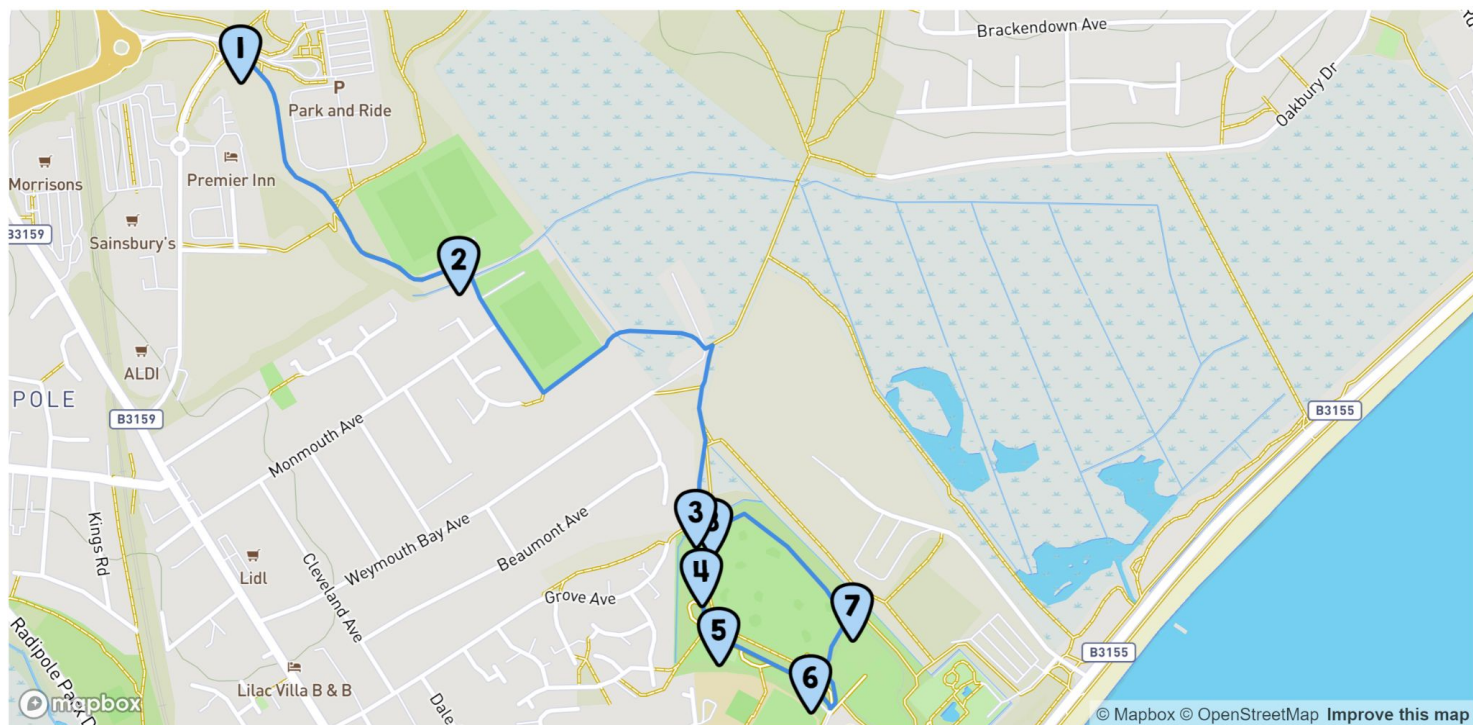 Brackendown Ave
Oakbury Dr
1
P
Park and Ride
Morrisons
Premier Inn
B3159
Sainsbury's
2
ALDI
POLE
B3159
B3155
Monmouth Ave
Kings Rd
Weymouth Bay Ave
Beaumont Ave
3
4
Lidl
Cleveland Ave
Grove Ave
5
7
6
Radipole Park D
B3155
Lilac Villa B & B
Dale
mapbox
© Mapbox © OpenStreetMap Improve this map